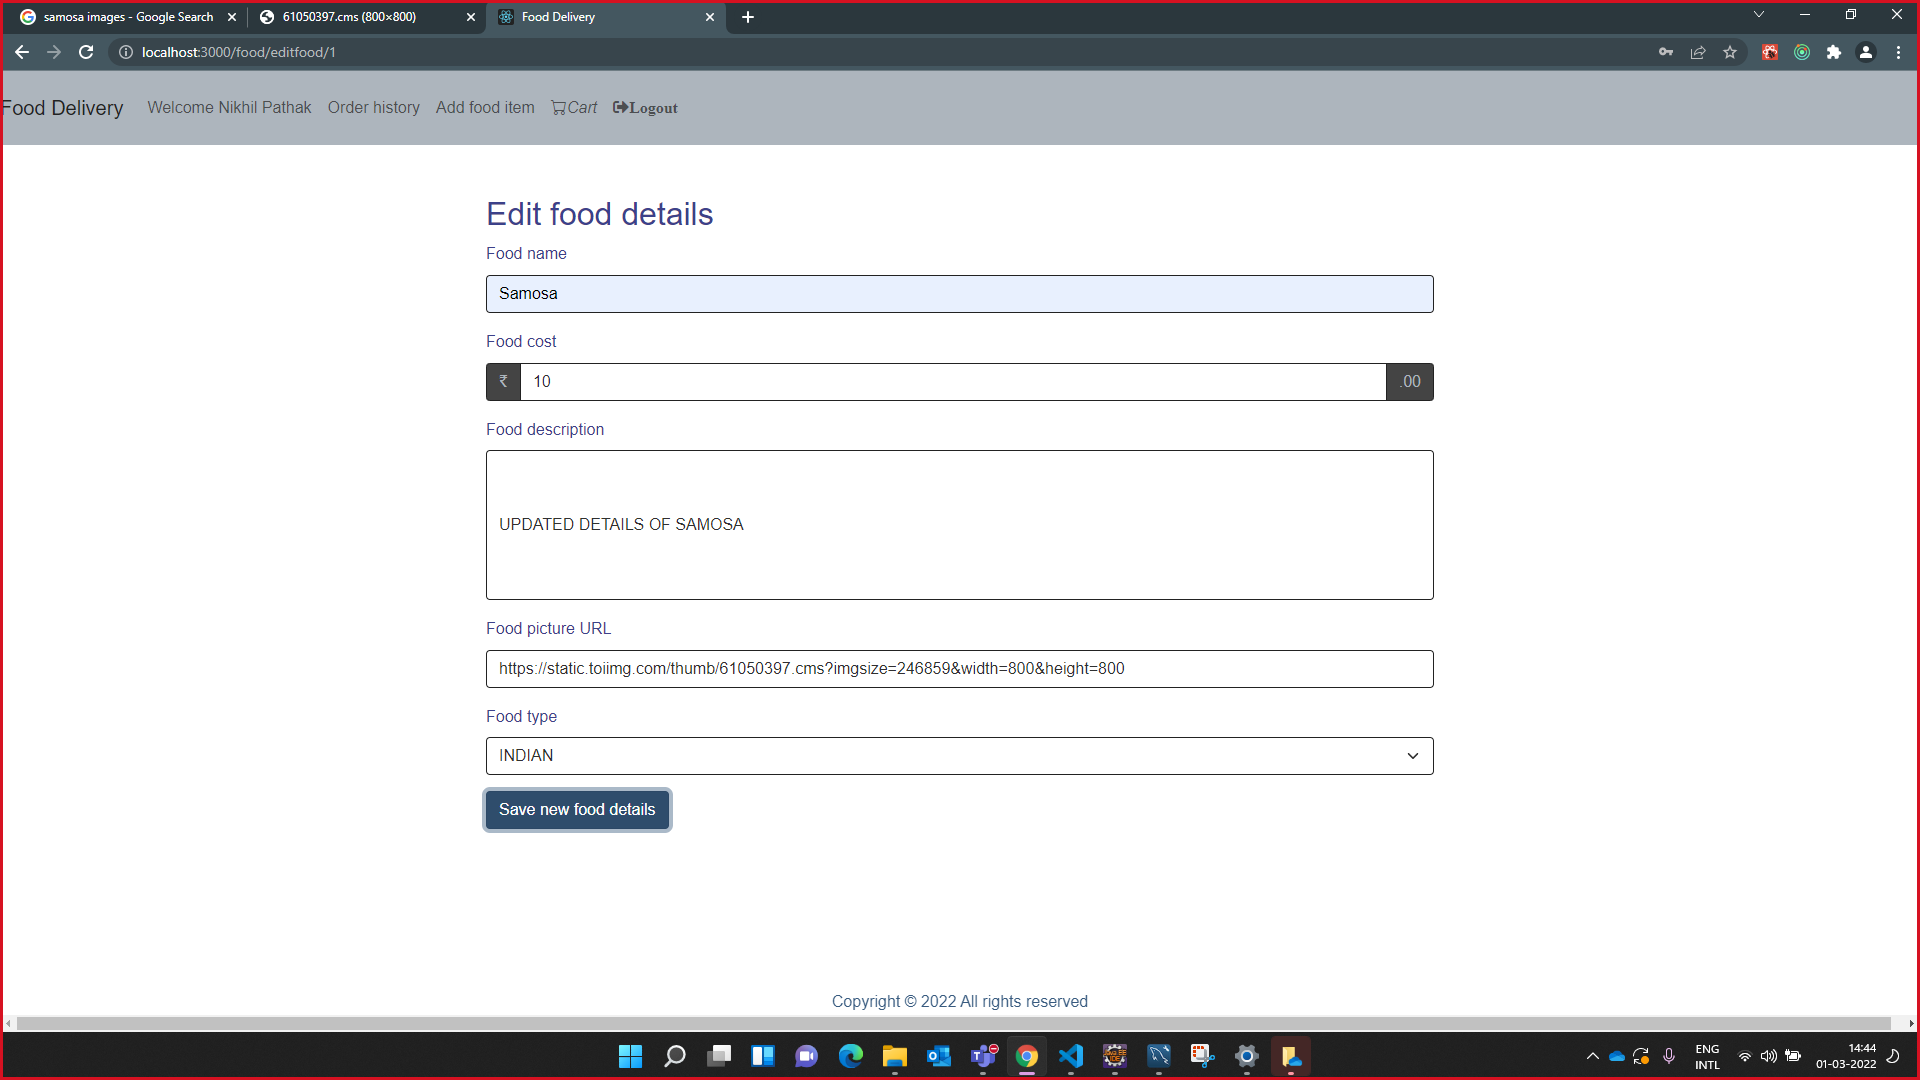 samosa images - Google Search
61050397.cms (800×800)
Food Delivery
localhost:3000/food/editfood/1
Food Delivery
Welcome Nikhil Pathak
Order history
Add food item
Cart
Logout
Edit food details
Food name
Samosa
Food cost
₹
10
.00
Food description
UPDATED DETAILS OF SAMOSA
Food picture URL
https://static.toiimg.com/thumb/61050397.cms?imgsize=246859&width=800&height=800
Food type
INDIAN
Save new food details
Copyright © 2022 All rights reserved
ENG
INTL
14:44
01-03-2022